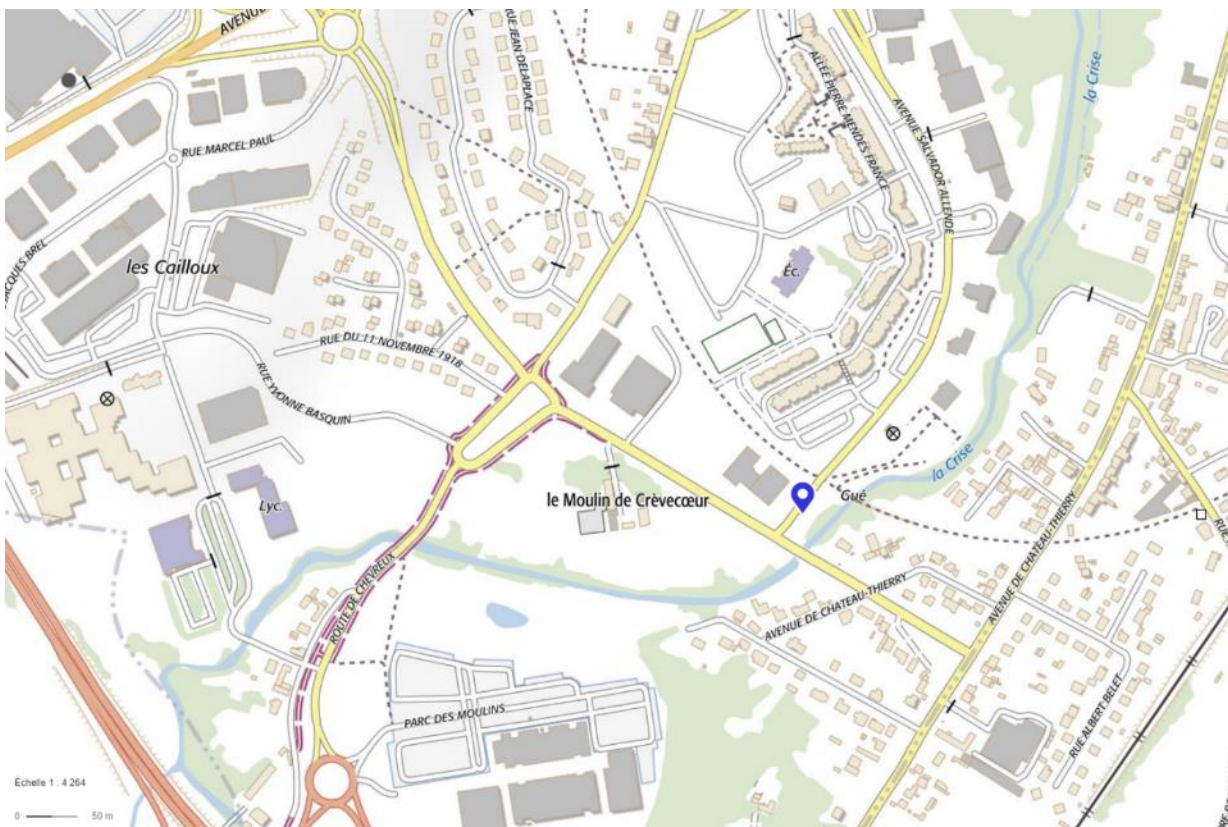 AVENUE
RUE JEAN DELAPLACE
ALLÉE PIERRE MENDES FRANCE
la Crise
AVENUE SALVADOR ALLENDE
RUE MARCEL PAUL
JACQUES BREL
les Cailloux
Éc.
RUE DU 11 NOVEMBRE 1918
RUE YVONNE BASQUIN
la Crise
le Moulin de Crèvecœur
Gué
Lyc.
AVENUE DE CHATEAU-THIERRY
RUE
ROUTE DE CHEVREUX
AVENUE DE CHATEAU-THIERRY
RUE ALBERT BELET
PARC DES MOULINS
Échelle 1 : 4 264
0 50 m